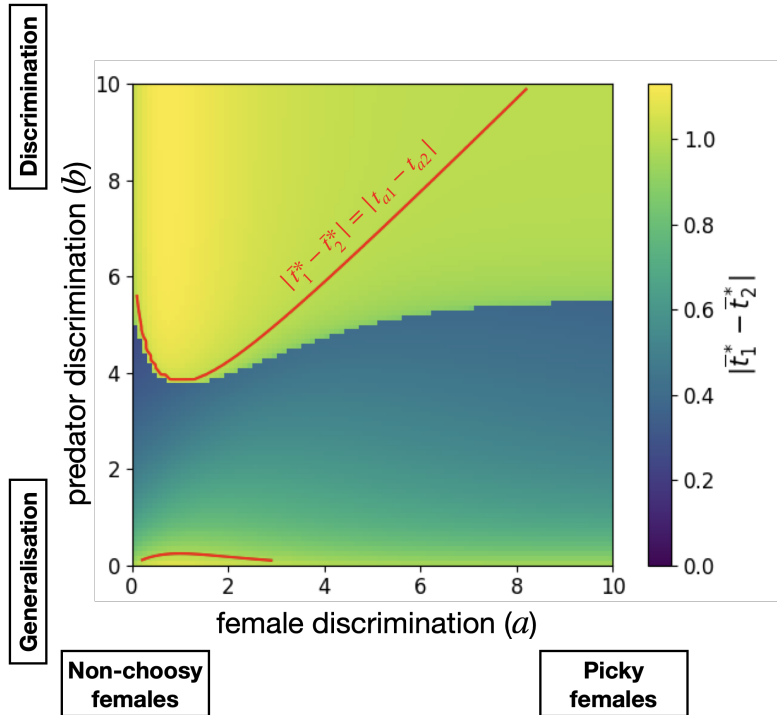 Discrimination
Generalisation
predator discrimination (b)
10
8
6
4
2
0
|t̄*₁ − t̄*₂| = |tₐ₁ − tₐ₂|
0 2 4 6 8 10
female discrimination (a)
Non-choosy
females
Picky
females
1.0
0.8
0.6
0.4
0.2
0.0
|t̄*₁ − t̄*₂|